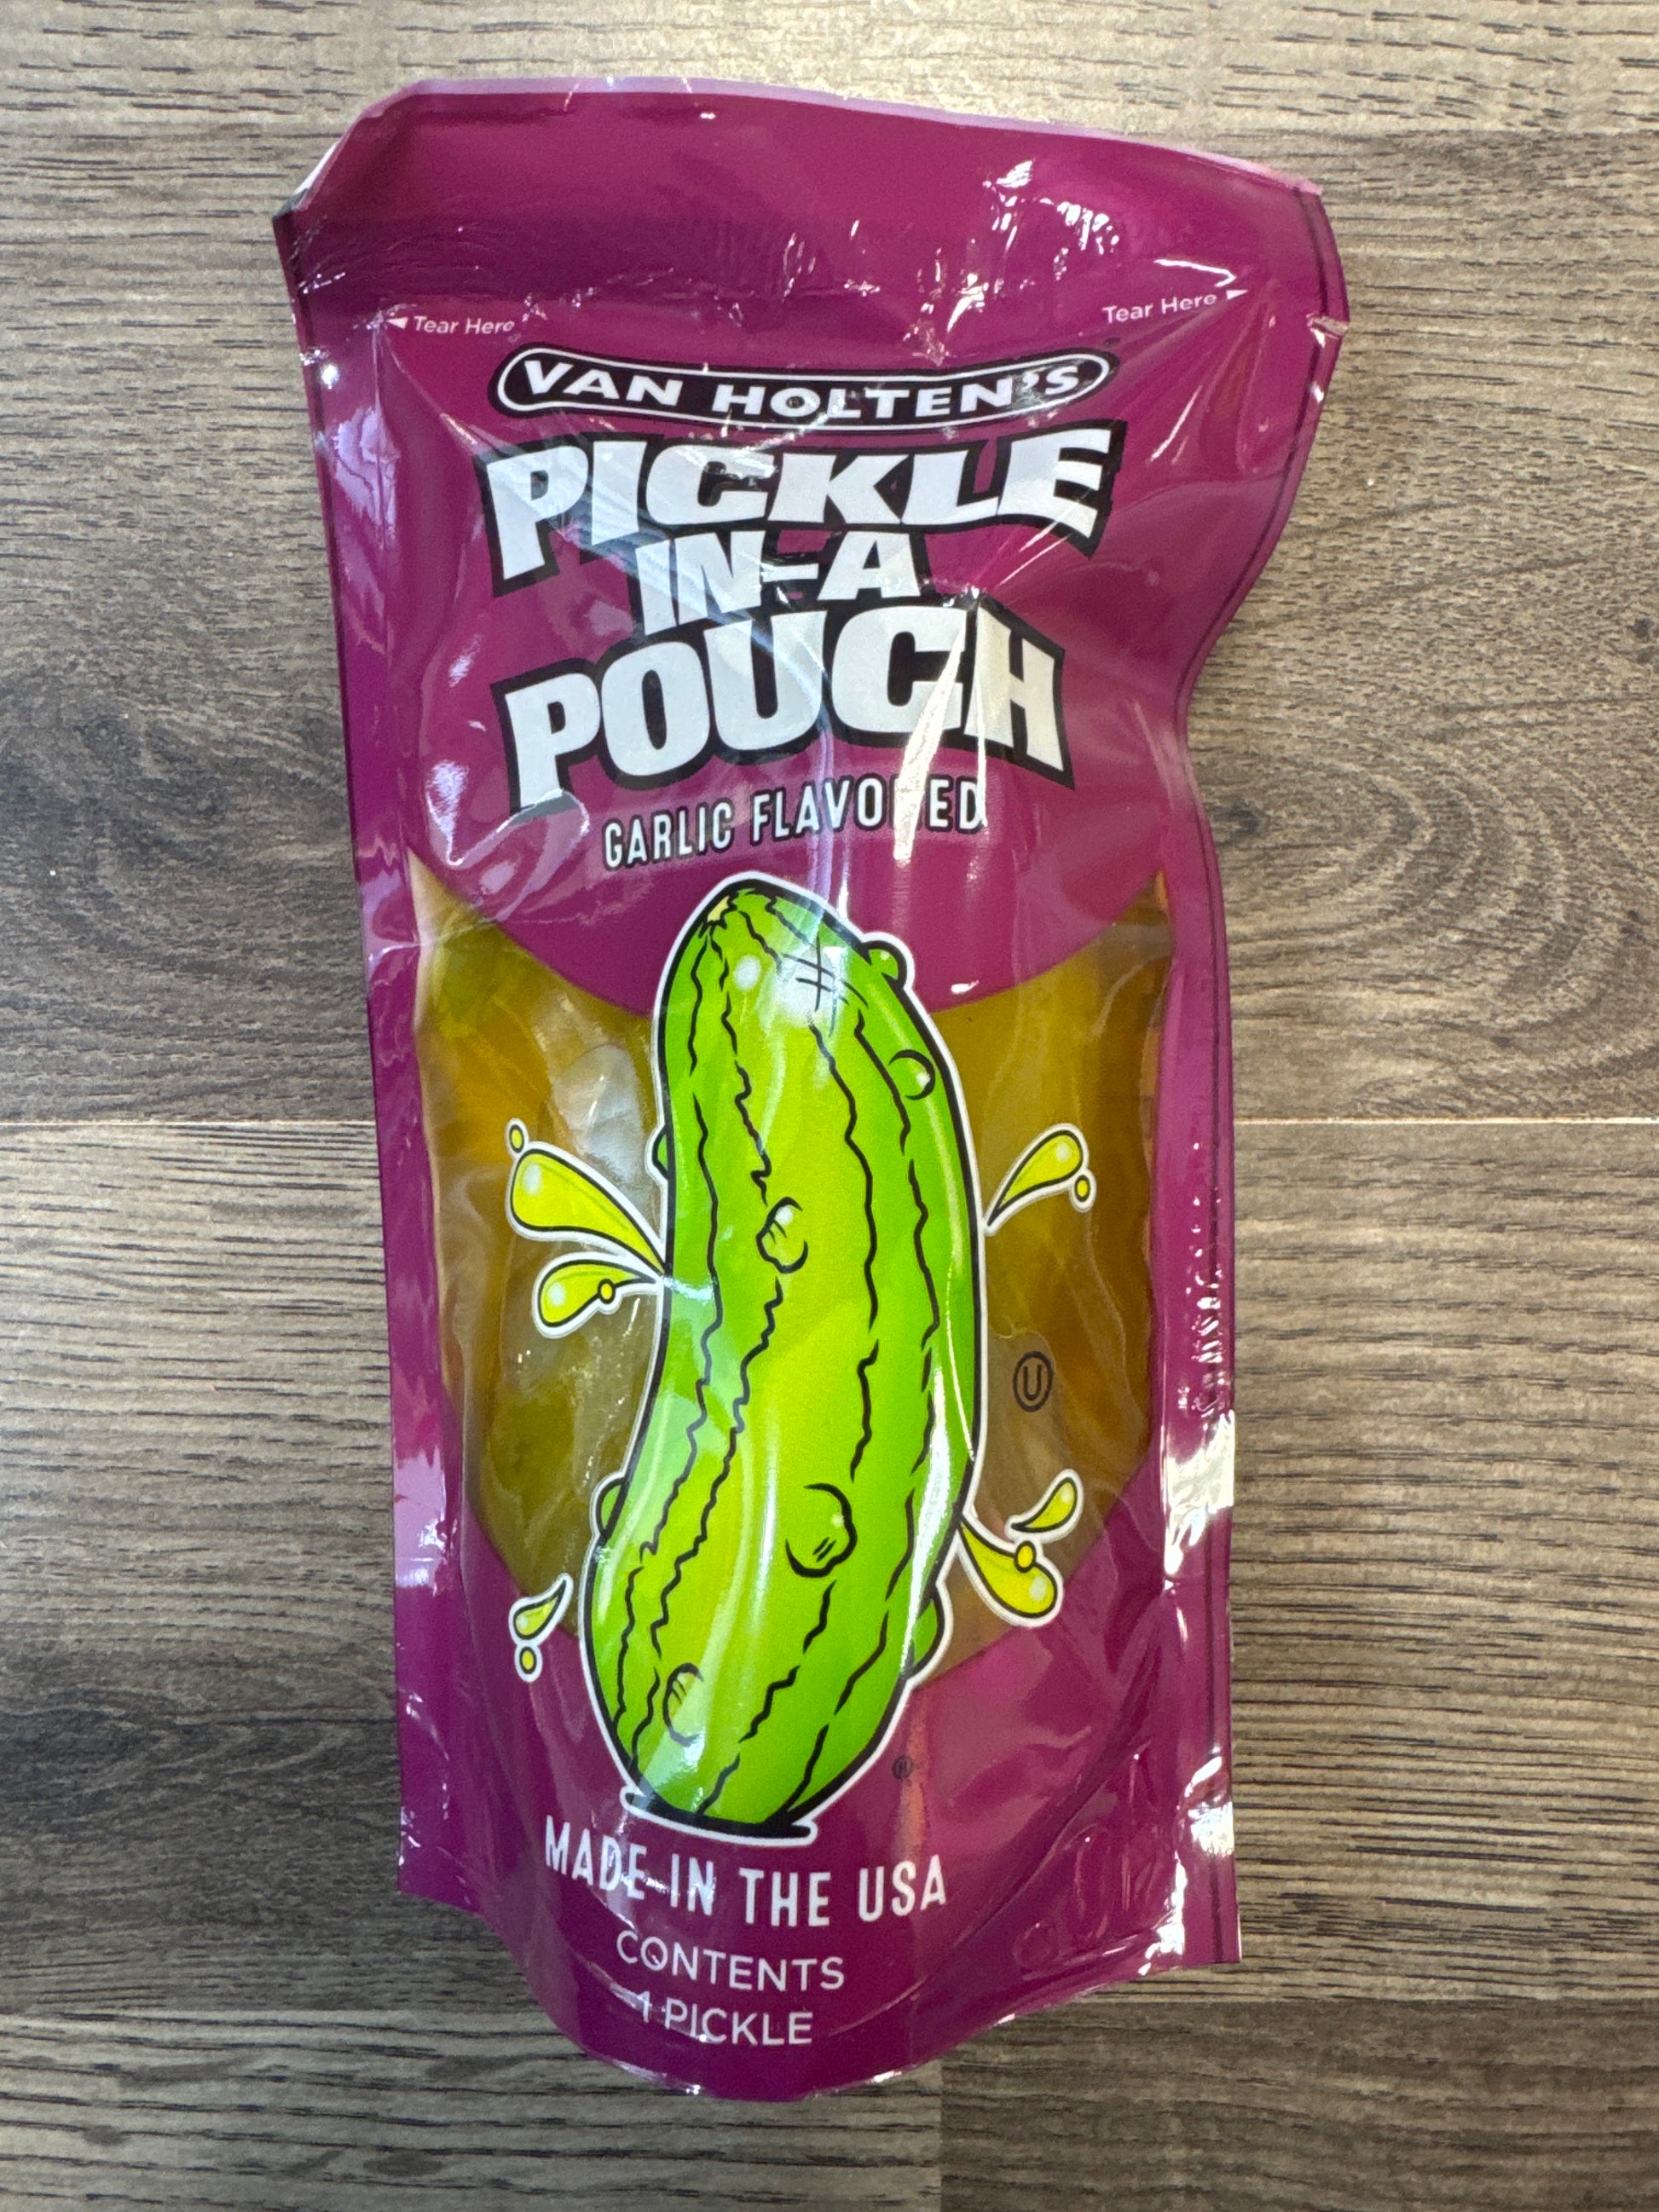 Tear Here
Tear Here
VAN HOLTEN'S
PICKLE
IN-A
POUCH
GARLIC FLAVORED
U
®
MADE IN THE USA
CONTENTS
1 PICKLE